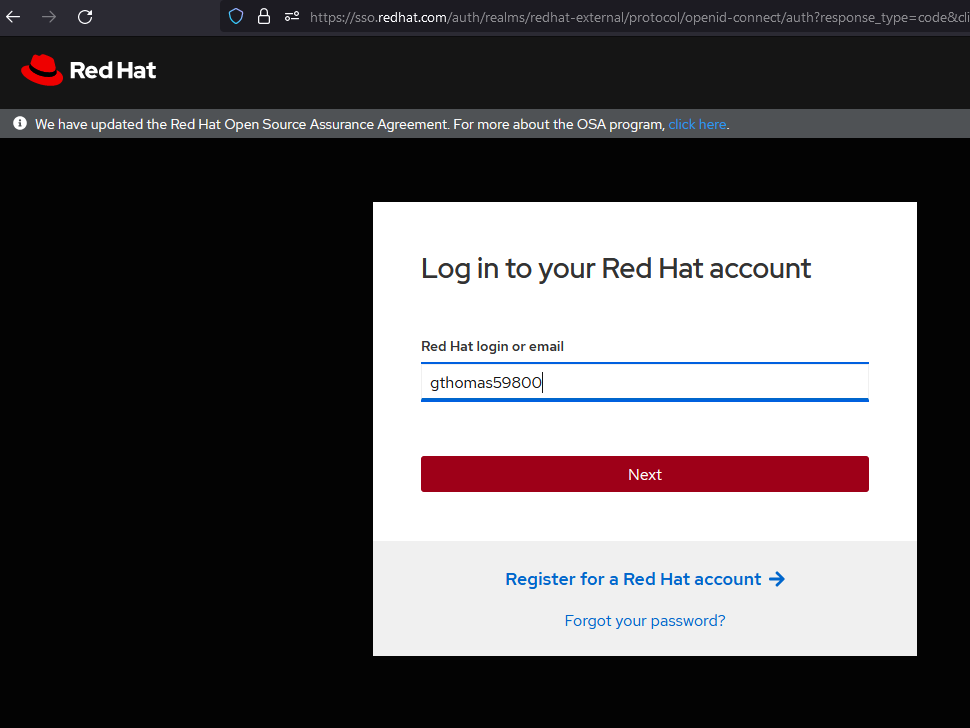 https://sso.redhat.com/auth/realms/redhat-external/protocol/openid-connect/auth?response_type=code&cli
Red Hat
We have updated the Red Hat Open Source Assurance Agreement. For more about the OSA program, click here.
Log in to your Red Hat account
Red Hat login or email
gthomas59800
Next
Register for a Red Hat account
Forgot your password?